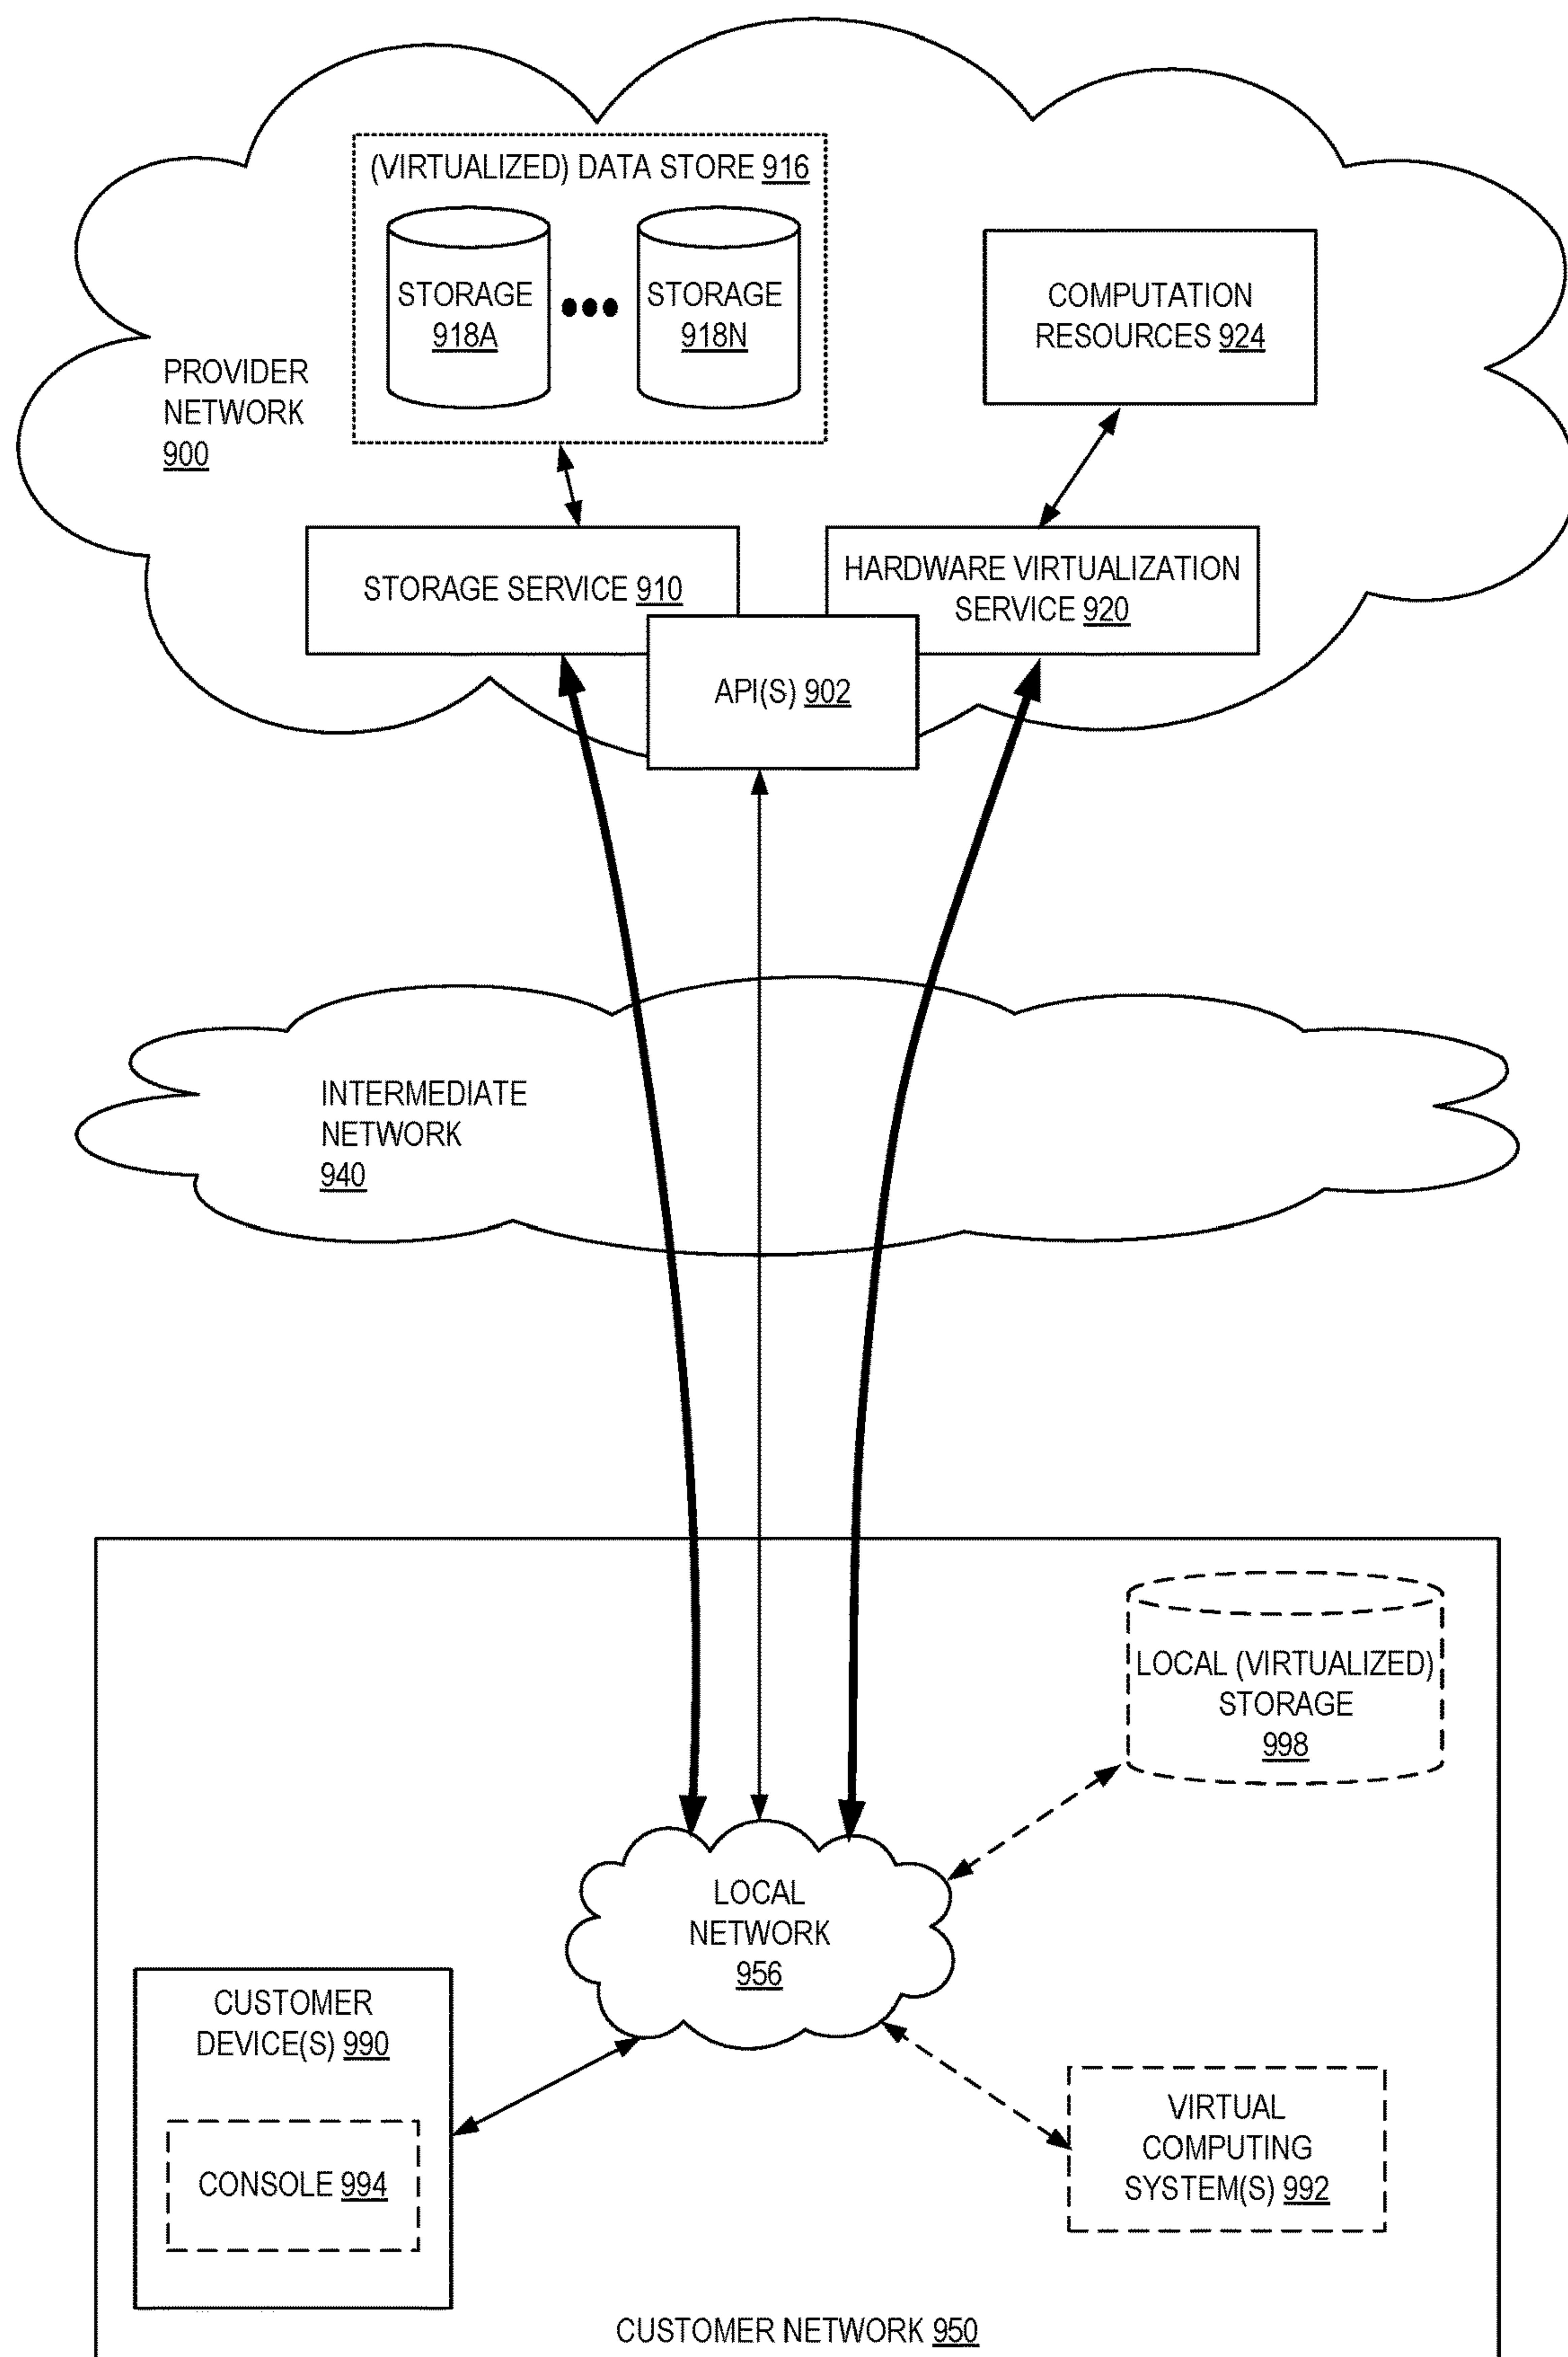 (VIRTUALIZED) DATA STORE 916
STORAGE
918A
STORAGE
918N
COMPUTATION
RESOURCES 924
PROVIDER
NETWORK
900
STORAGE SERVICE 910
HARDWARE VIRTUALIZATION
SERVICE 920
API(S) 902
INTERMEDIATE
NETWORK
940
LOCAL (VIRTUALIZED)
STORAGE
998
LOCAL
NETWORK
956
CUSTOMER
DEVICE(S) 990
CONSOLE 994
VIRTUAL
COMPUTING
SYSTEM(S) 992
CUSTOMER NETWORK 950